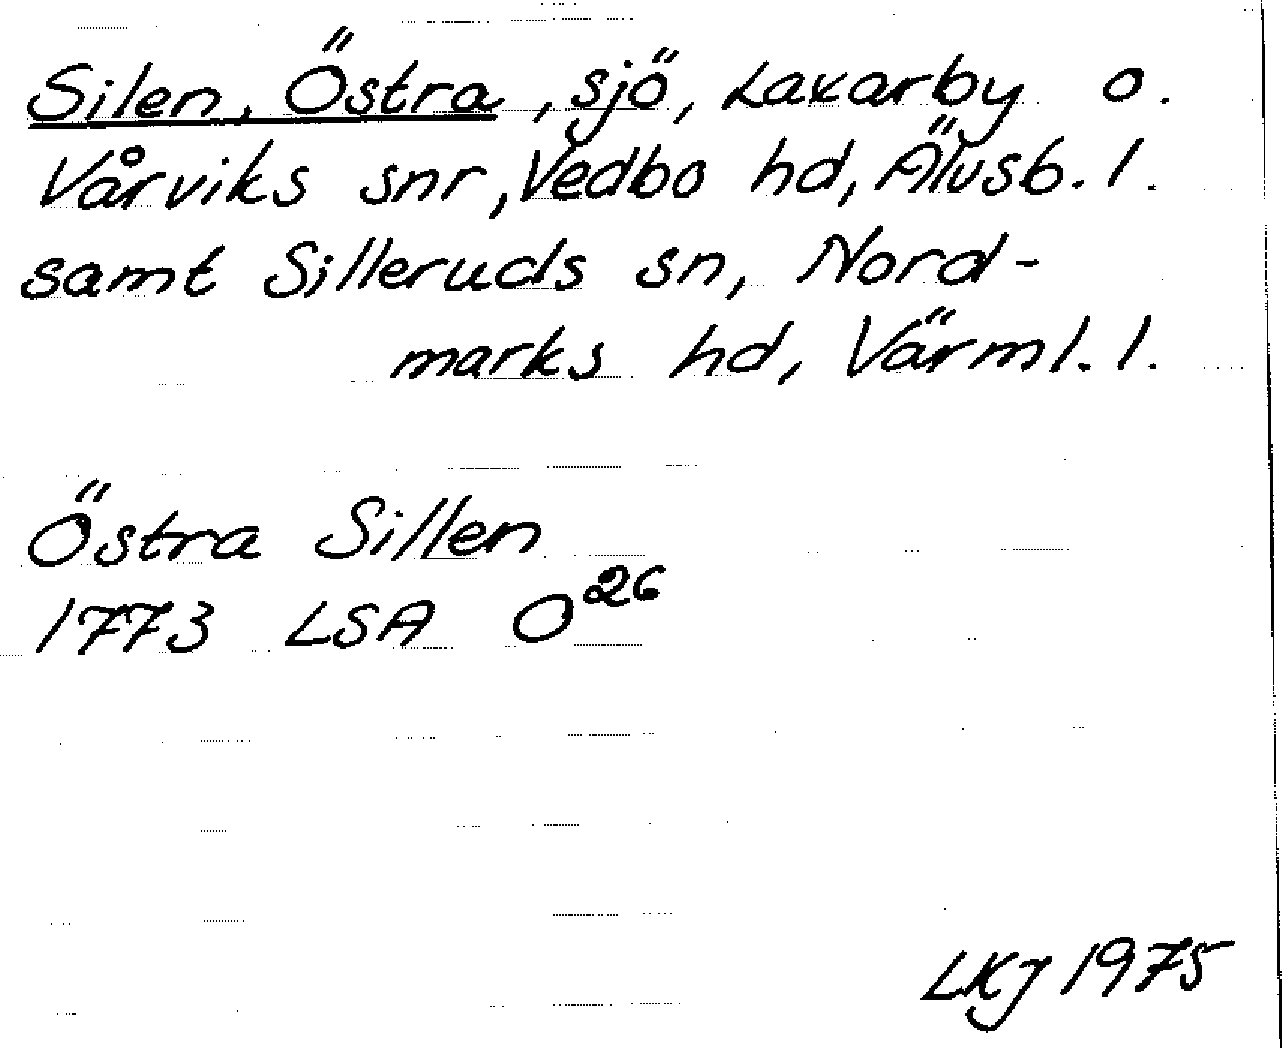 Silen, Östra, sjö, Laxarby o.
Vårviks snr, Vedbo hd, Älvsb. l.
samt Silleruds sn, Nord-
marks hd, Värml. l.
Östra Sillen
1773 LSA O26
LKJ 1975